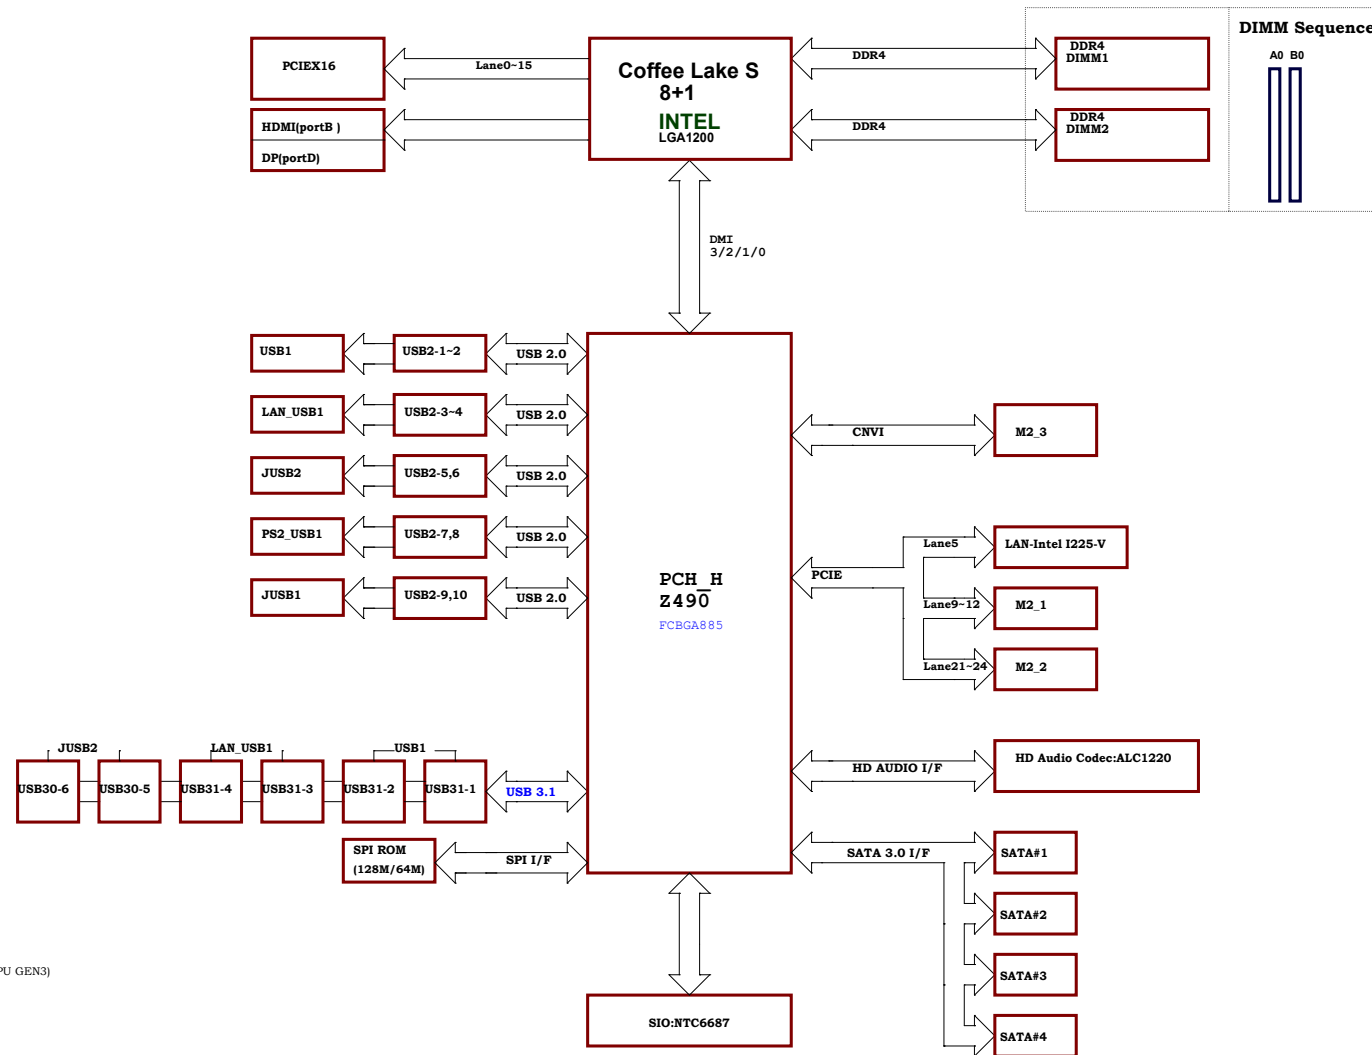 DIMM Sequence
A0 B0
PCIEX16
Lane0~15
Coffee Lake S
8+1
INTEL
LGA1200
HDMI(portB )
DP(portD)
DDR4
DDR4
DIMM1
DDR4
DDR4
DIMM2
DMI
3/2/1/0
USB1
USB2-1~2
USB 2.0
LAN_USB1
USB2-3~4
USB 2.0
JUSB2
USB2-5,6
USB 2.0
PS2_USB1
USB2-7,8
USB 2.0
JUSB1
USB2-9,10
USB 2.0
PCH_H
Z490
FCBGA885
CNVI
M2_3
PCIE
Lane5
LAN-Intel I225-V
Lane9~12
M2_1
Lane21~24
M2_2
JUSB2
LAN_USB1
USB1
USB30-6
USB30-5
USB31-4
USB31-3
USB31-2
USB31-1
USB 3.1
HD AUDIO I/F
HD Audio Codec:ALC1220
SPI ROM
(128M/64M)
SPI I/F
SATA 3.0 I/F
SATA#1
SATA#2
SATA#3
SATA#4
PU GEN3)
SIO:NTC6687